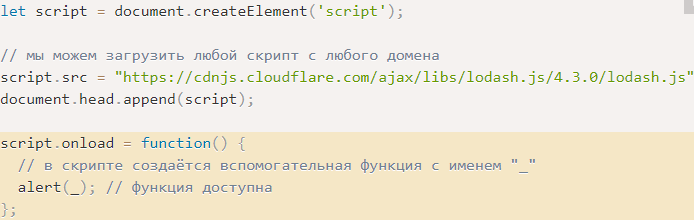 let script = document.createElement('script');
// мы можем загрузить любой скрипт с любого домена
script.src = "https://cdnjs.cloudflare.com/ajax/libs/lodash.js/4.3.0/lodash.js"
document.head.append(script);
script.onload = function() {
// в скрипте создаётся вспомогательная функция с именем "_"
alert(_); // функция доступна
};